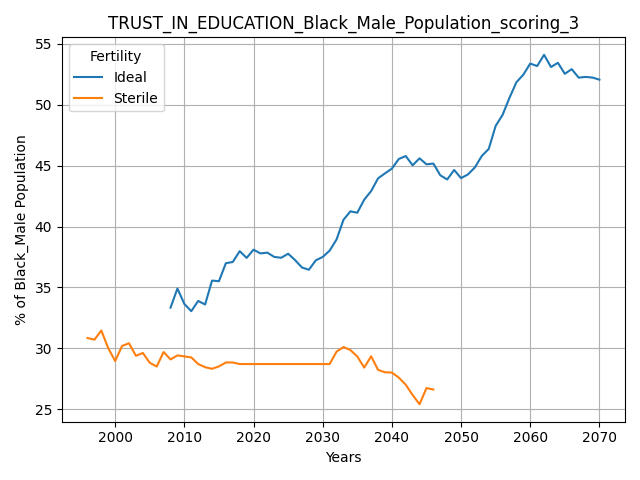 TRUST_IN_EDUCATION_Black_Male_Population_scoring_3
Fertility
Ideal
Sterile
% of Black_Male Population
55
50
45
40
35
30
25
2000
2010
2020
2030
2040
2050
2060
2070
Years